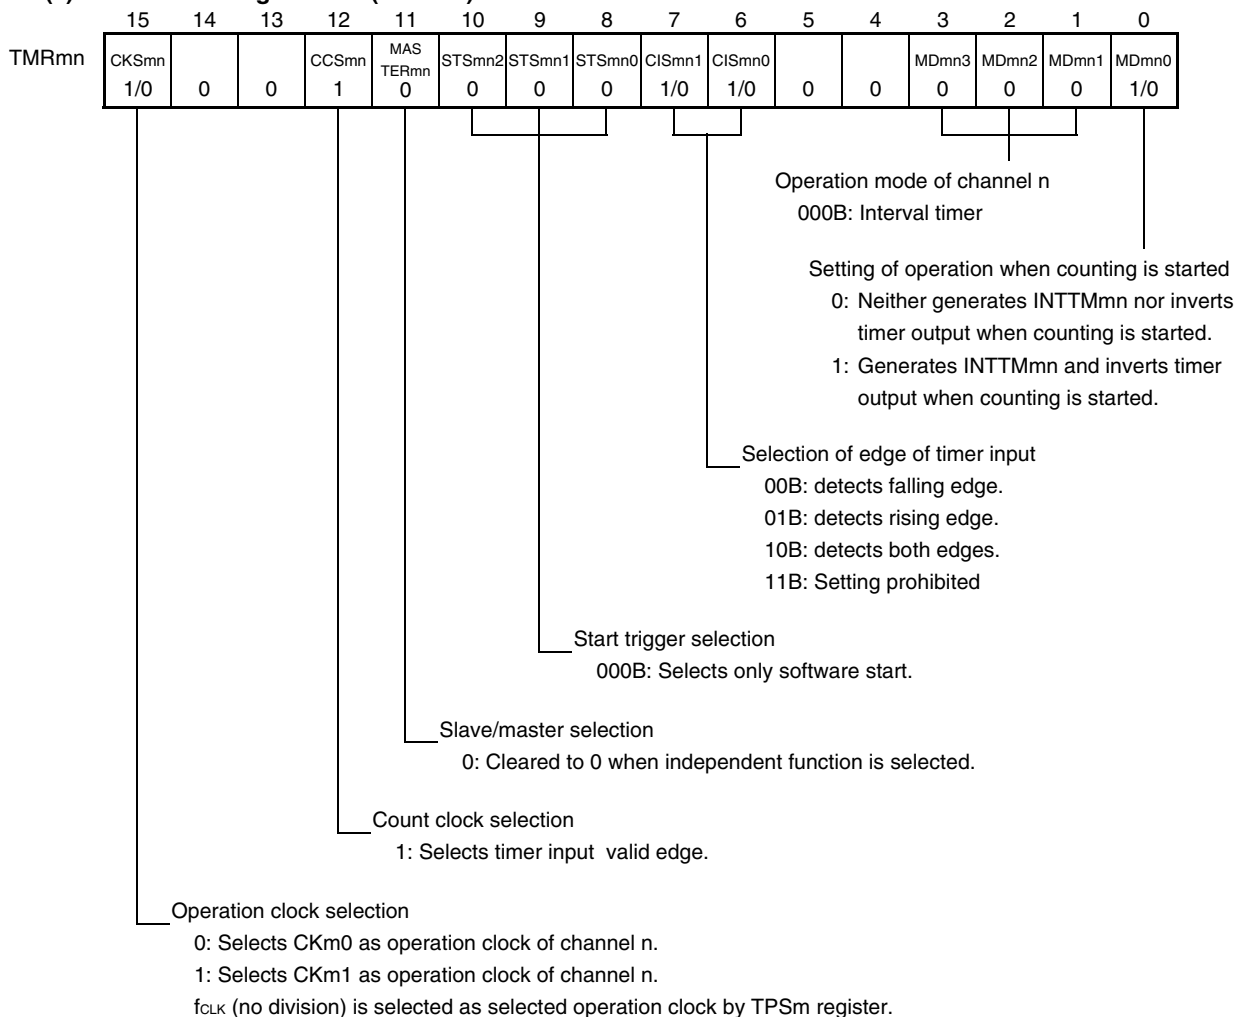 15 14 13 12 11 10 9 8 7 6 5 4 3 2 1 0
TMRmn CKSmn CCSmn MAS TERmn STSmn2 STSmn1 STSmn0 CISmn1 CISmn0 MDmn3 MDmn2 MDmn1 MDmn0
1/0 0 0 1 0 0 0 0 1/0 1/0 0 0 0 0 0 1/0
Operation mode of channel n
000B: Interval timer
Setting of operation when counting is started
0: Neither generates INTTMmn nor inverts
timer output when counting is started.
1: Generates INTTMmn and inverts timer
output when counting is started.
Selection of edge of timer input
00B: detects falling edge.
01B: detects rising edge.
10B: detects both edges.
11B: Setting prohibited
Start trigger selection
000B: Selects only software start.
Slave/master selection
0: Cleared to 0 when independent function is selected.
Count clock selection
1: Selects timer input valid edge.
Operation clock selection
0: Selects CKm0 as operation clock of channel n.
1: Selects CKm1 as operation clock of channel n.
fCLK (no division) is selected as selected operation clock by TPSm register.